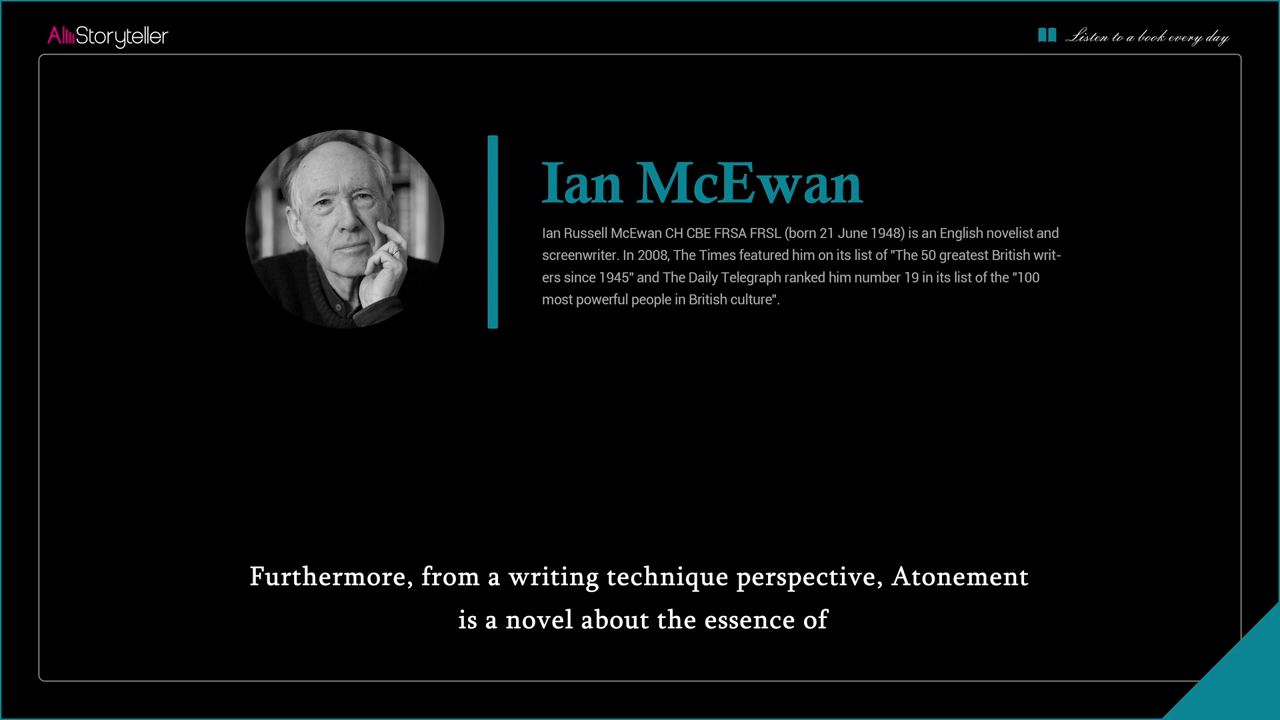 AllStoryteller
Listen to a book every day
Ian McEwan
Ian Russell McEwan CH CBE FRSA FRSL (born 21 June 1948) is an English novelist and
screenwriter. In 2008, The Times featured him on its list of "The 50 greatest British writ-
ers since 1945" and The Daily Telegraph ranked him number 19 in its list of the "100
most powerful people in British culture".
Furthermore, from a writing technique perspective, Atonement
is a novel about the essence of